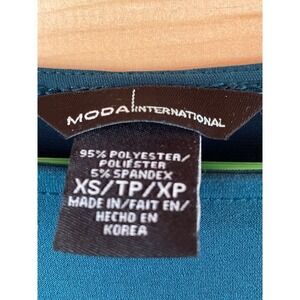 MODA INTERNATIONAL
95% POLYESTER/
POLIÉSTER
5% SPANDEX
XS/TP/XP
MADE IN/FAIT EN/
HECHO EN
KOREA